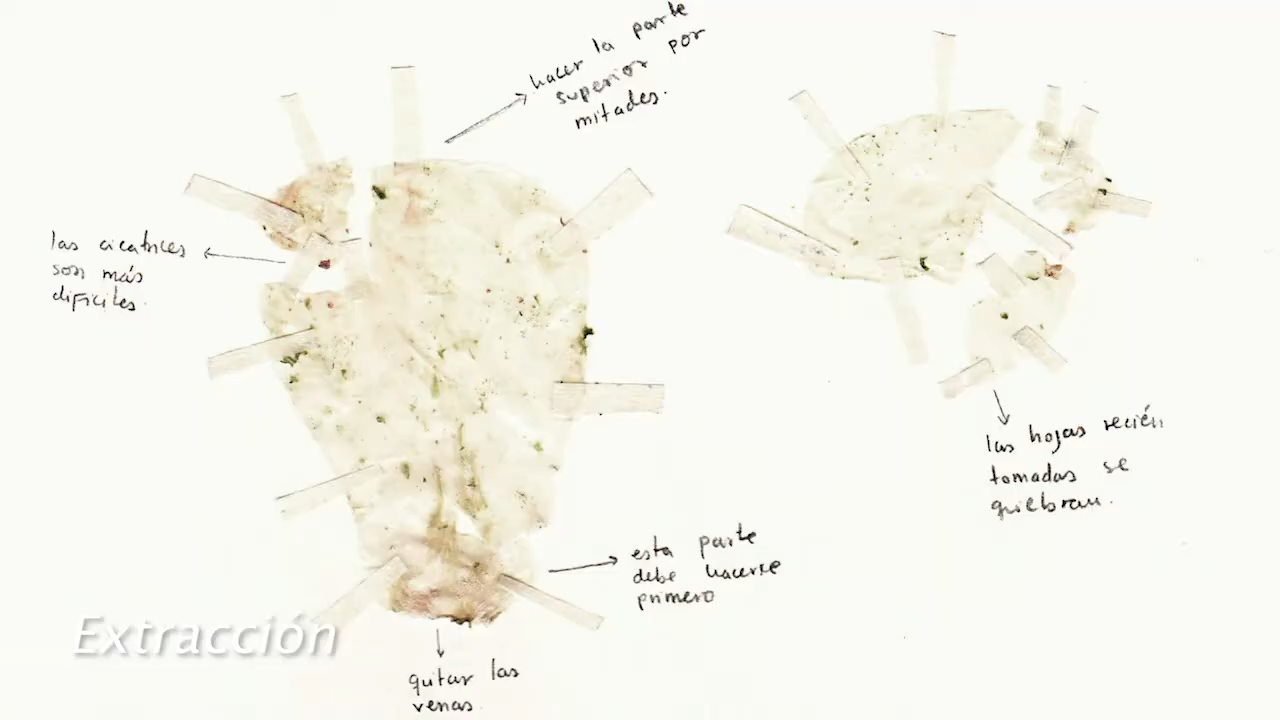 hacer la parte
superior por
mitades.
las cicatrices
son más
dificiles.
las hojas recién
tomadas se
quiebran.
esta parte
debe hacerse
primero
Extracción
quitar las
venas